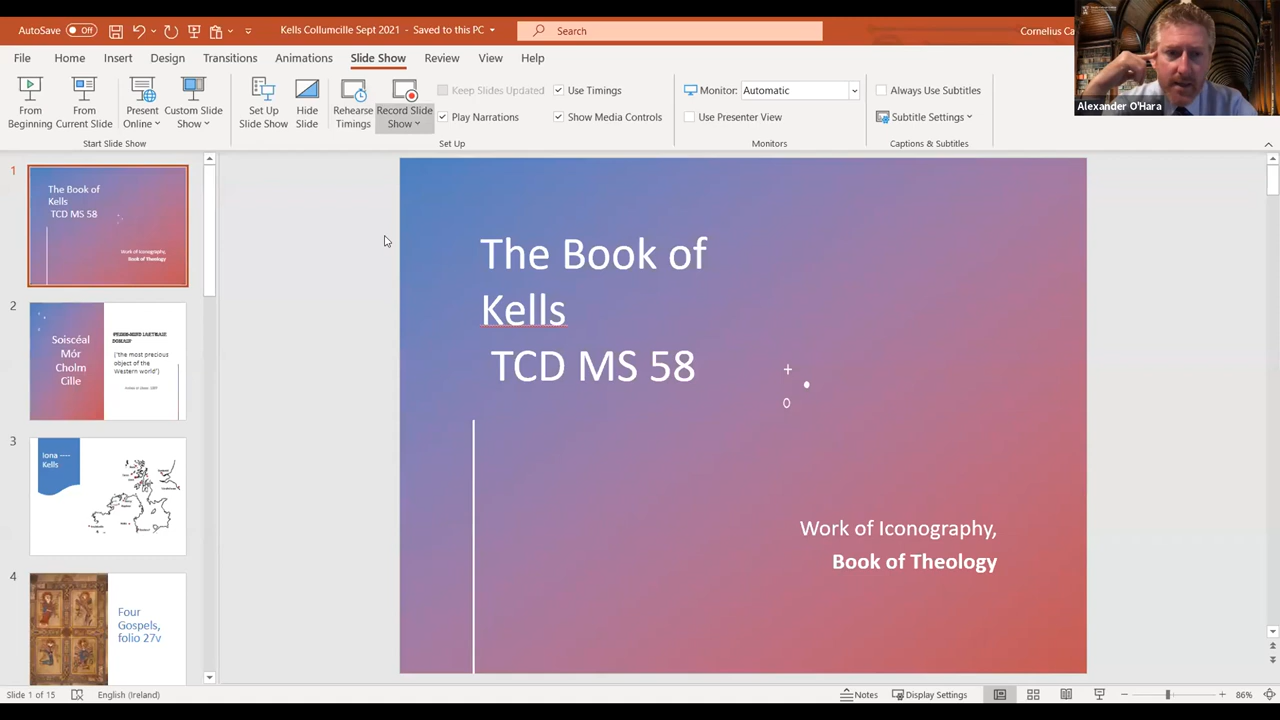 AutoSave Off
Kells Collumcille Sept 2021 - Saved to this PC
Search
Cornelius Ca
File Home Insert Design Transitions Animations Slide Show Review View Help
From Beginning
From Current Slide
Present Online
Custom Slide Show
Start Slide Show
Set Up Slide Show
Hide Slide
Rehearse Timings
Record Slide Show
Keep Slides Updated
Play Narrations
Use Timings
Show Media Controls
Set Up
Monitor: Automatic
Use Presenter View
Monitors
Always Use Subtitles
Subtitle Settings
Captions & Subtitles
Alexander O'Hara
1
The Book of
Kells
TCD MS 58
Work of Iconography,
Book of Theology
2
Soiscéal
Mór
Cholm
Cille
('the most precious
object of the
Western world')
3
Iona ----
Kells
4
Four
Gospels,
folio 27v
The Book of
Kells
TCD MS 58
Work of Iconography,
Book of Theology
Slide 1 of 15
English (Ireland)
Notes
Display Settings
86%